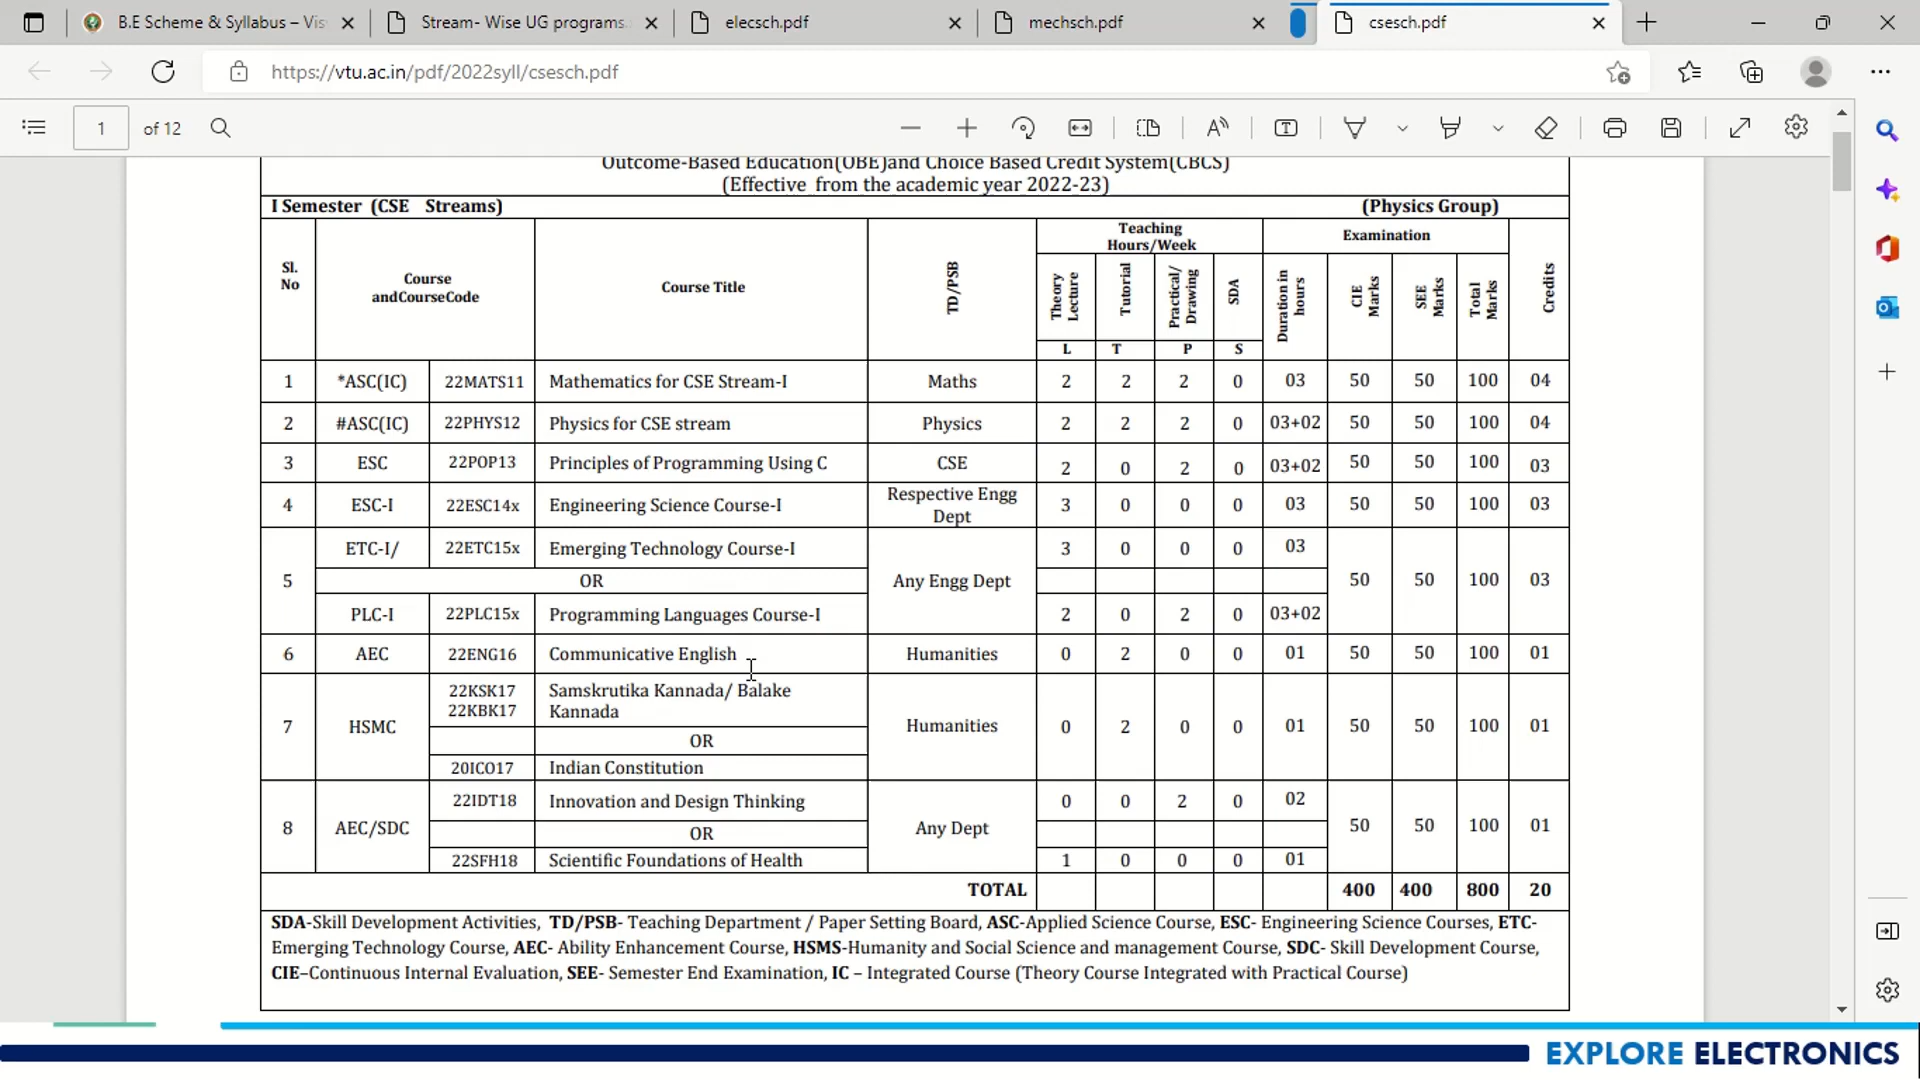 B.E Scheme & Syllabus – Vis
Stream- Wise UG programs.
elecsch.pdf
mechsch.pdf
csesch.pdf
https://vtu.ac.in/pdf/2022syll/csesch.pdf
1 of 12
Outcome-Based Education(OBE)and Choice Based Credit System(CBCS)
(Effective from the academic year 2022-23)
I Semester (CSE Streams) (Physics Group)
Sl. No
Course andCourseCode
Course Title
TD/PSB
Teaching Hours/Week
Examination
Credits
Theory Lecture
Tutorial
Practical/ Drawing
SDA
Duration in hours
CIE Marks
SEE Marks
Total Marks
L T P S
1 *ASC(IC) 22MATS11 Mathematics for CSE Stream-I Maths 2 2 2 0 03 50 50 100 04
2 #ASC(IC) 22PHYS12 Physics for CSE stream Physics 2 2 2 0 03+02 50 50 100 04
3 ESC 22POP13 Principles of Programming Using C CSE 2 0 2 0 03+02 50 50 100 03
4 ESC-I 22ESC14x Engineering Science Course-I Respective Engg Dept 3 0 0 0 03 50 50 100 03
ETC-I/ 22ETC15x Emerging Technology Course-I 3 0 0 0 03
5 OR Any Engg Dept 50 50 100 03
PLC-I 22PLC15x Programming Languages Course-I 2 0 2 0 03+02
6 AEC 22ENG16 Communicative English Humanities 0 2 0 0 01 50 50 100 01
22KSK17 Samskrutika Kannada/ Balake
22KBK17 Kannada
7 HSMC Humanities 0 2 0 0 01 50 50 100 01
OR
20ICO17 Indian Constitution
22IDT18 Innovation and Design Thinking 0 0 2 0 02
8 AEC/SDC OR Any Dept 50 50 100 01
22SFH18 Scientific Foundations of Health 1 0 0 0 01
TOTAL 400 400 800 20
SDA-Skill Development Activities, TD/PSB- Teaching Department / Paper Setting Board, ASC-Applied Science Course, ESC- Engineering Science Courses, ETC-
Emerging Technology Course, AEC- Ability Enhancement Course, HSMS-Humanity and Social Science and management Course, SDC- Skill Development Course,
CIE–Continuous Internal Evaluation, SEE- Semester End Examination, IC – Integrated Course (Theory Course Integrated with Practical Course)
EXPLORE ELECTRONICS